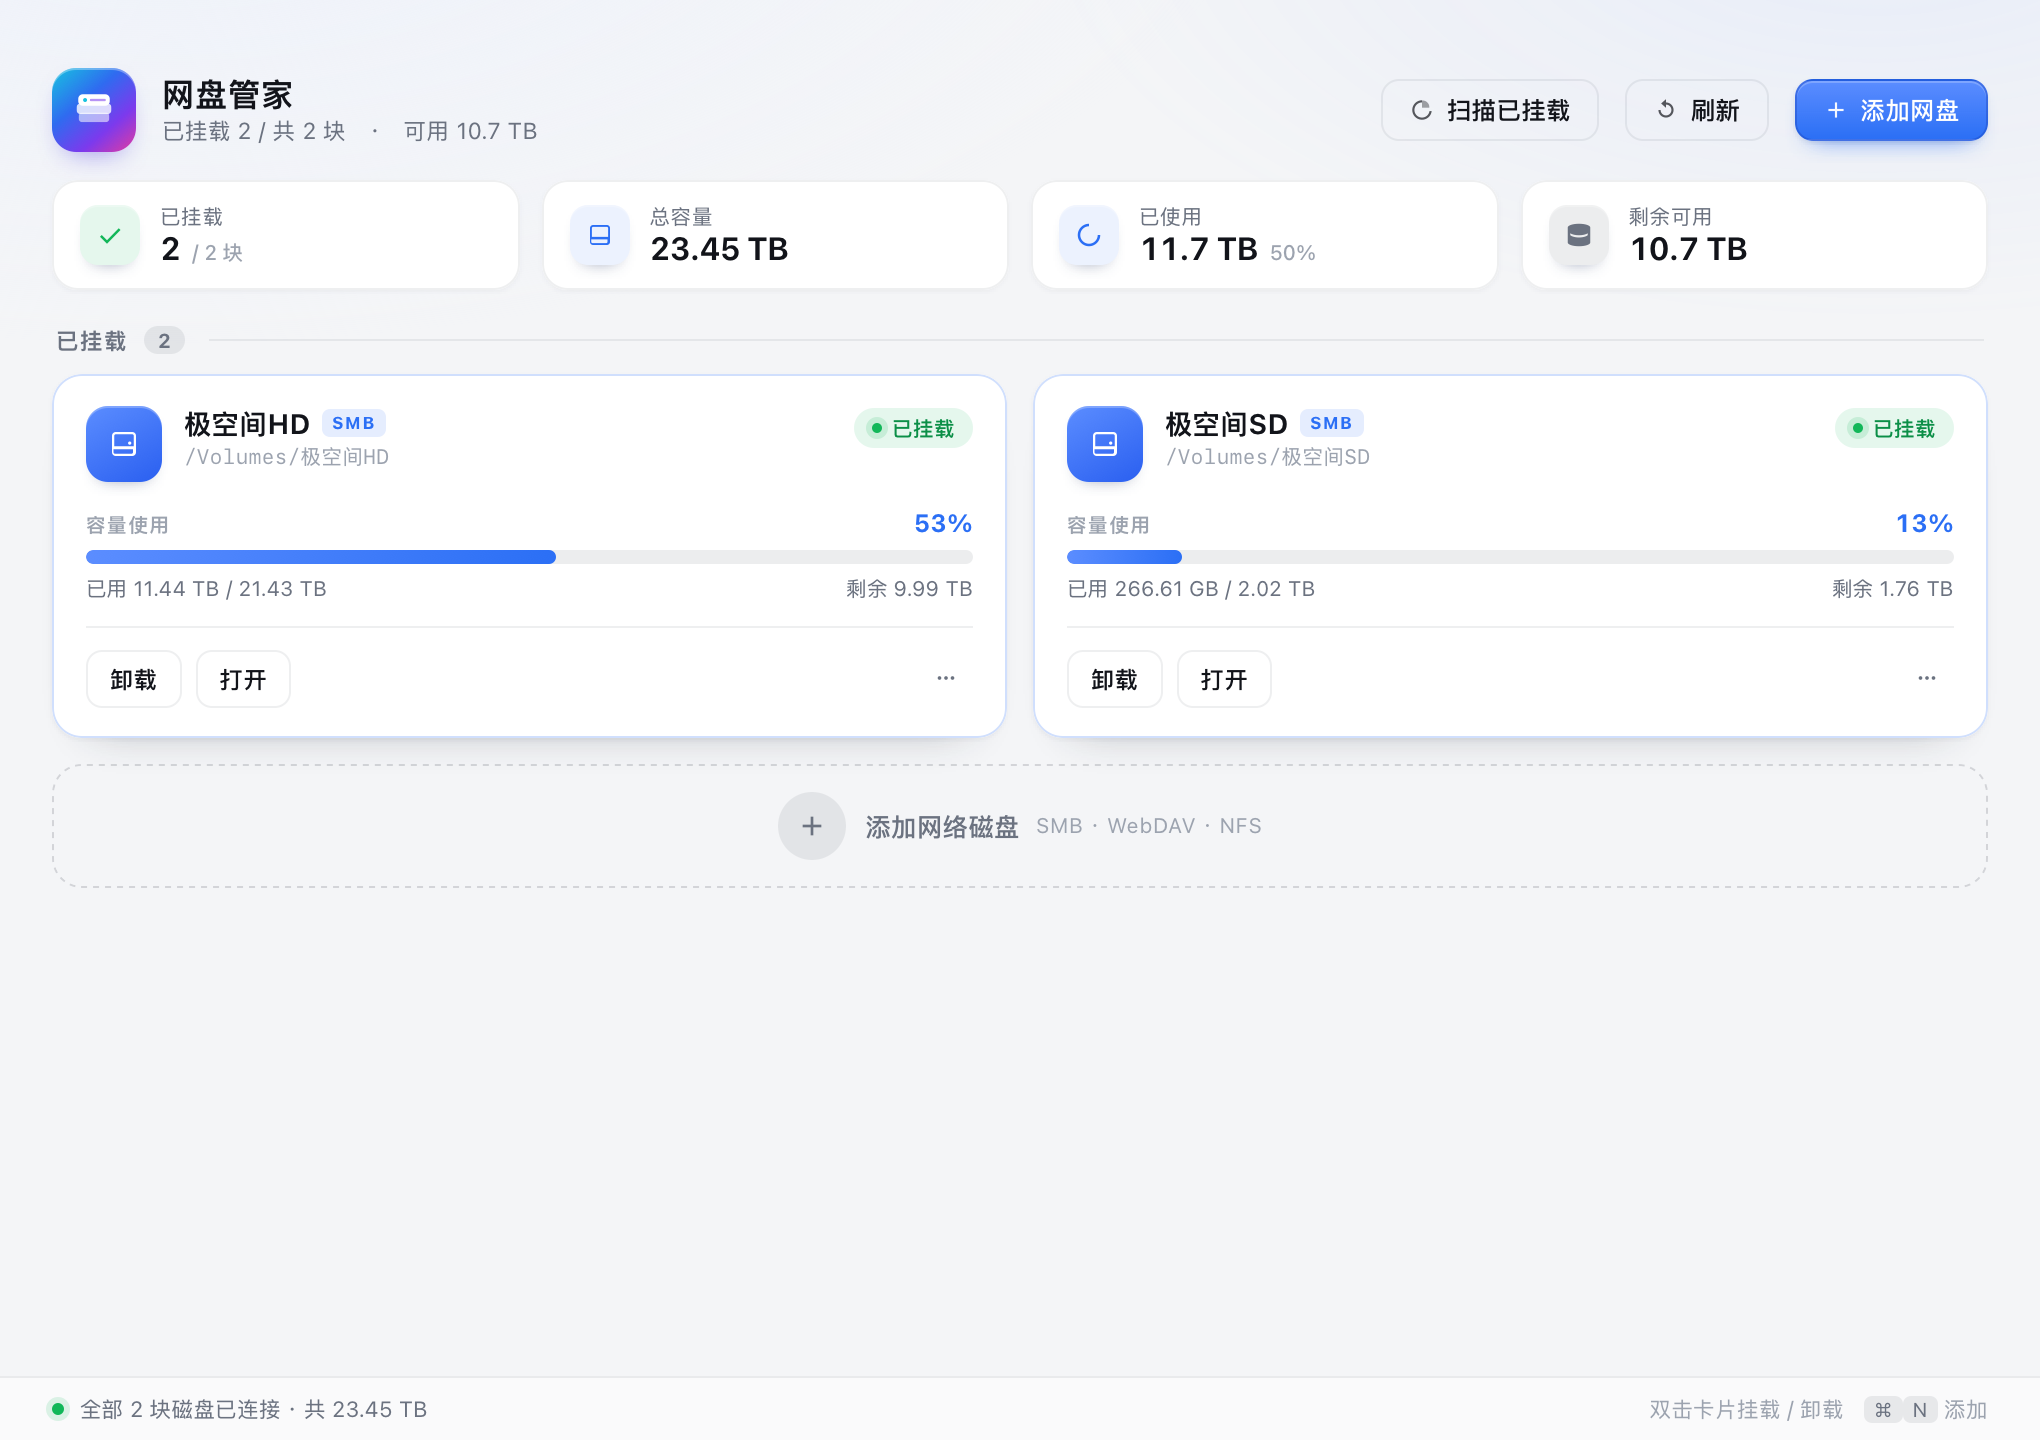 网盘管家
已挂载 2 / 共 2 块 · 可用 10.7 TB
扫描已挂载
刷新
添加网盘
已挂载
2 / 2 块
总容量
23.45 TB
已使用
11.7 TB 50%
剩余可用
10.7 TB
已挂载 2
极空间HD SMB
/Volumes/极空间HD
已挂载
容量使用 53%
已用 11.44 TB / 21.43 TB 剩余 9.99 TB
卸载 打开 ···
极空间SD SMB
/Volumes/极空间SD
已挂载
容量使用 13%
已用 266.61 GB / 2.02 TB 剩余 1.76 TB
卸载 打开 ···
添加网络磁盘 SMB · WebDAV · NFS
全部 2 块磁盘已连接 · 共 23.45 TB
双击卡片挂载 / 卸载 ⌘ N 添加